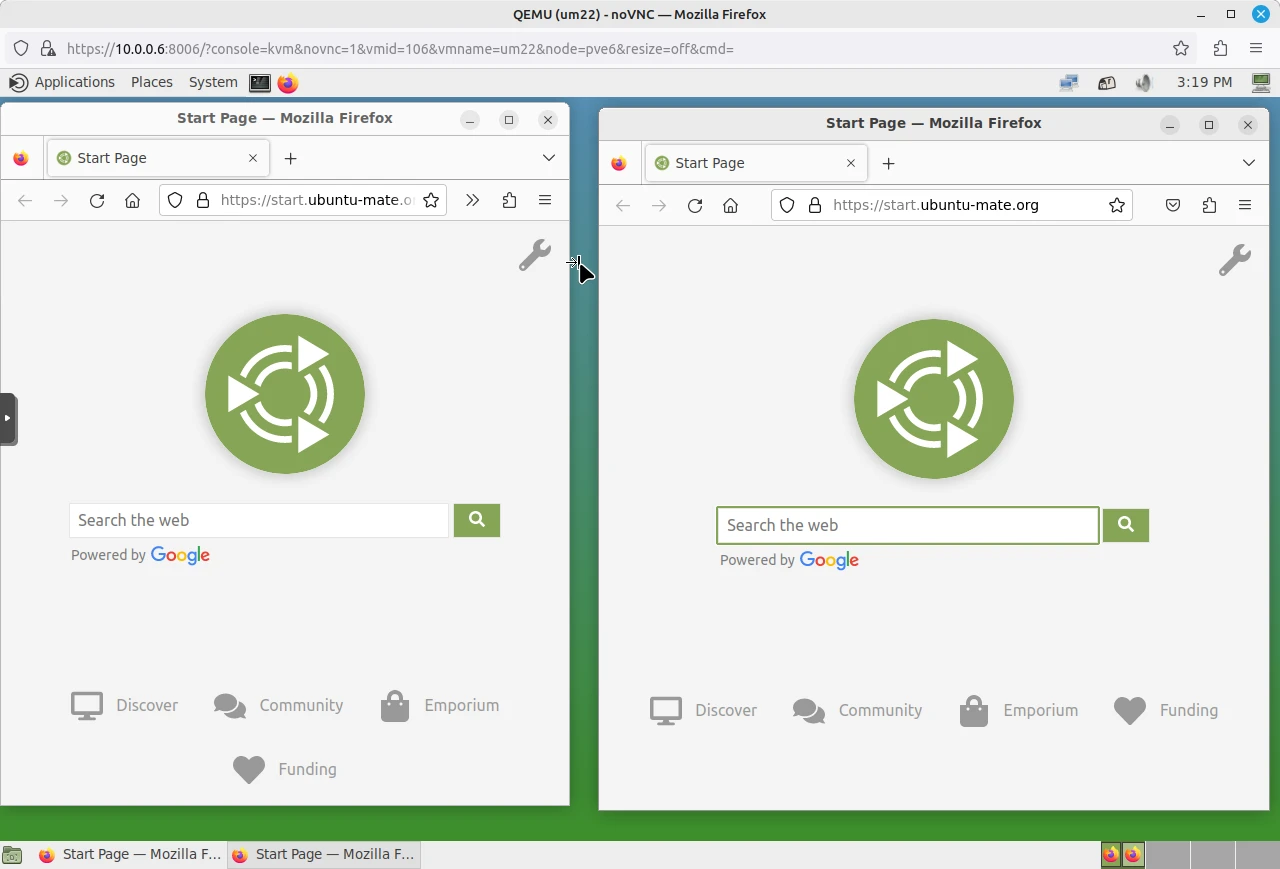 QEMU (um22) - noVNC — Mozilla Firefox
https://10.0.0.6:8006/?console=kvm&novnc=1&vmid=106&vmname=um22&node=pve6&resize=off&cmd=
Applications Places System 3:19 PM
Start Page — Mozilla Firefox
Start Page
https://start.ubuntu-mate.o
Search the web
Powered by Google
Discover Community Emporium
Funding
Start Page — Mozilla Firefox
Start Page
https://start.ubuntu-mate.org
Search the web
Powered by Google
Discover Community Emporium Funding
Start Page — Mozilla F... Start Page — Mozilla F...